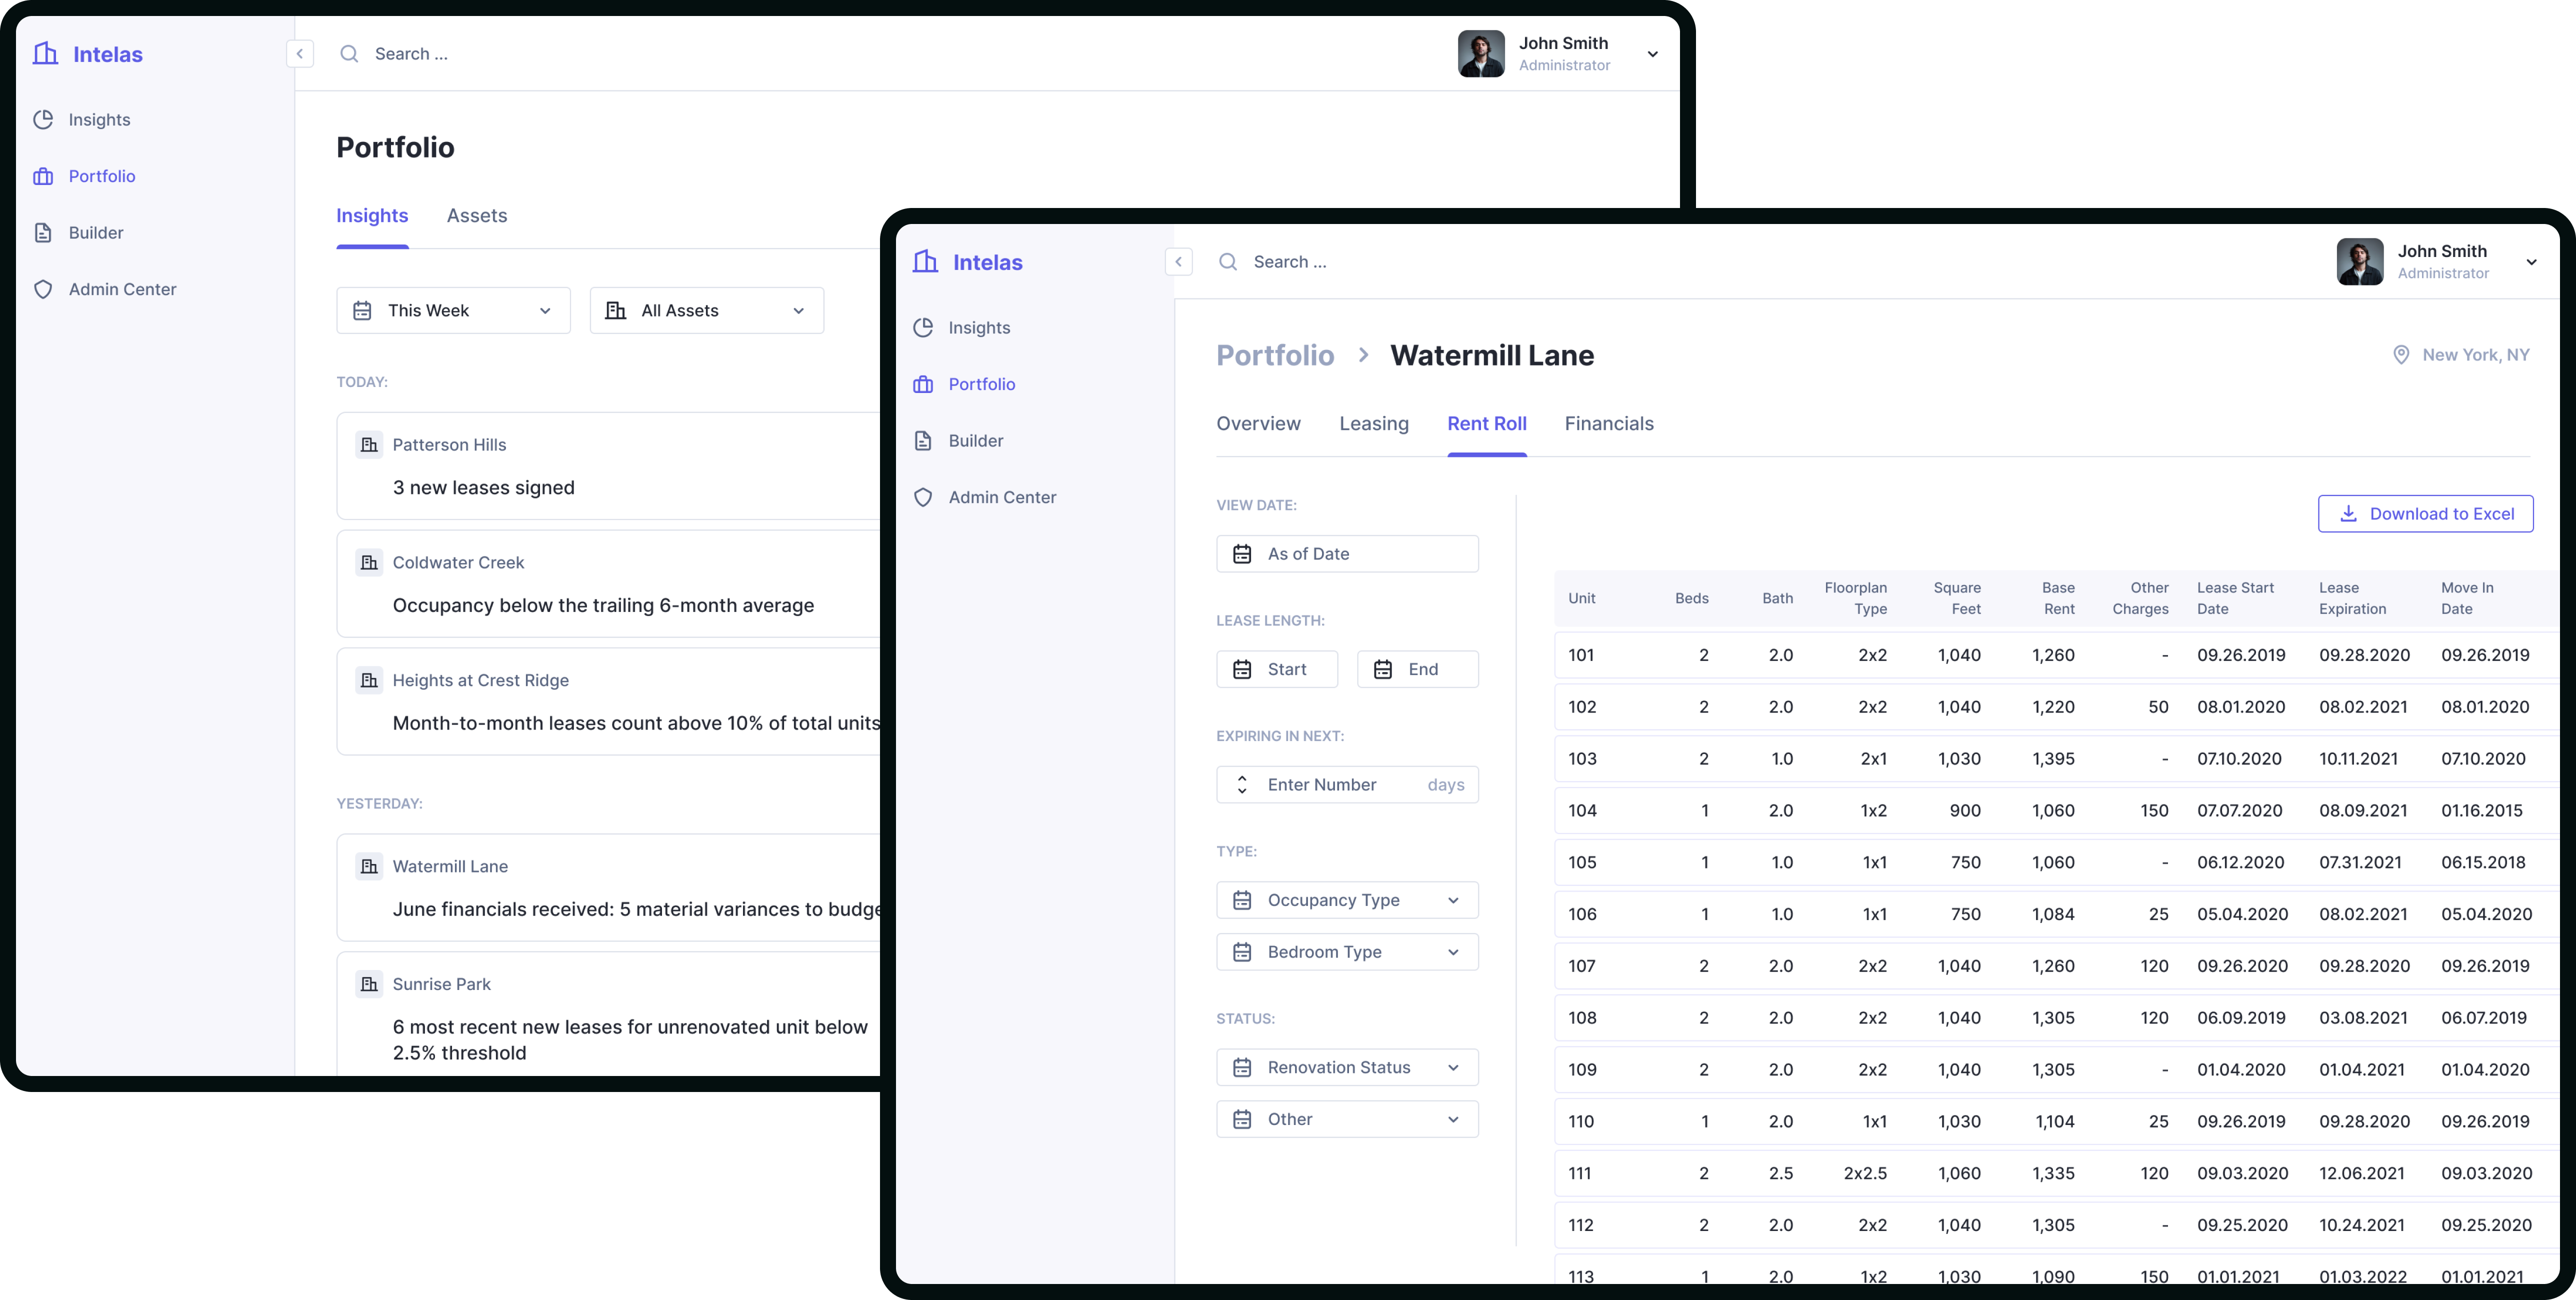 Intelas
Search ...
John Smith
Administrator
Insights
Portfolio
Builder
Admin Center
Portfolio
Insights Assets
This Week All Assets
TODAY:
Patterson Hills
3 new leases signed
Coldwater Creek
Occupancy below the trailing 6-month average
Heights at Crest Ridge
Month-to-month leases count above 10% of total units
YESTERDAY:
Watermill Lane
June financials received: 5 material variances to
Sunrise Park
6 most recent new leases for unrenovated unit below
2.5% threshold
Intelas
Search ...
John Smith
Administrator
Insights
Portfolio
Builder
Admin Center
Portfolio > Watermill Lane
New York, NY
Overview Leasing Rent Roll Financials
VIEW DATE:
As of Date
LEASE LENGTH:
Start End
EXPIRING IN NEXT:
Enter Number days
TYPE:
Occupancy Type
Bedroom Type
STATUS:
Renovation Status
Other
Download to Excel
Unit Beds Bath Floorplan Type Square Feet Base Rent Other Charges Lease Start Date Lease Expiration Move In Date
101 2 2.0 2x2 1,040 1,260 - 09.26.2019 09.28.2020 09.26.2019
102 2 2.0 2x2 1,040 1,220 50 08.01.2020 08.02.2021 08.01.2020
103 2 1.0 2x1 1,030 1,395 - 07.10.2020 10.11.2021 07.10.2020
104 1 2.0 1x2 900 1,060 150 07.07.2020 08.09.2021 01.16.2015
105 1 1.0 1x1 750 1,060 - 06.12.2020 07.31.2021 06.15.2018
106 1 1.0 1x1 750 1,084 25 05.04.2020 08.02.2021 05.04.2020
107 2 2.0 2x2 1,040 1,260 120 09.26.2020 09.28.2020 09.26.2019
108 2 2.0 2x2 1,040 1,305 120 06.09.2019 03.08.2021 06.07.2019
109 2 2.0 2x2 1,040 1,305 - 01.04.2020 01.04.2021 01.04.2020
110 1 2.0 1x1 1,030 1,104 25 09.26.2019 09.28.2020 09.26.2019
111 2 2.5 2x2.5 1,060 1,335 120 09.03.2020 12.06.2021 09.03.2020
112 2 2.0 2x2 1,040 1,305 - 09.25.2020 10.24.2021 09.25.2020
113 1 2.0 1x2 1,030 1,090 150 01.01.2021 01.03.2022 01.01.2021